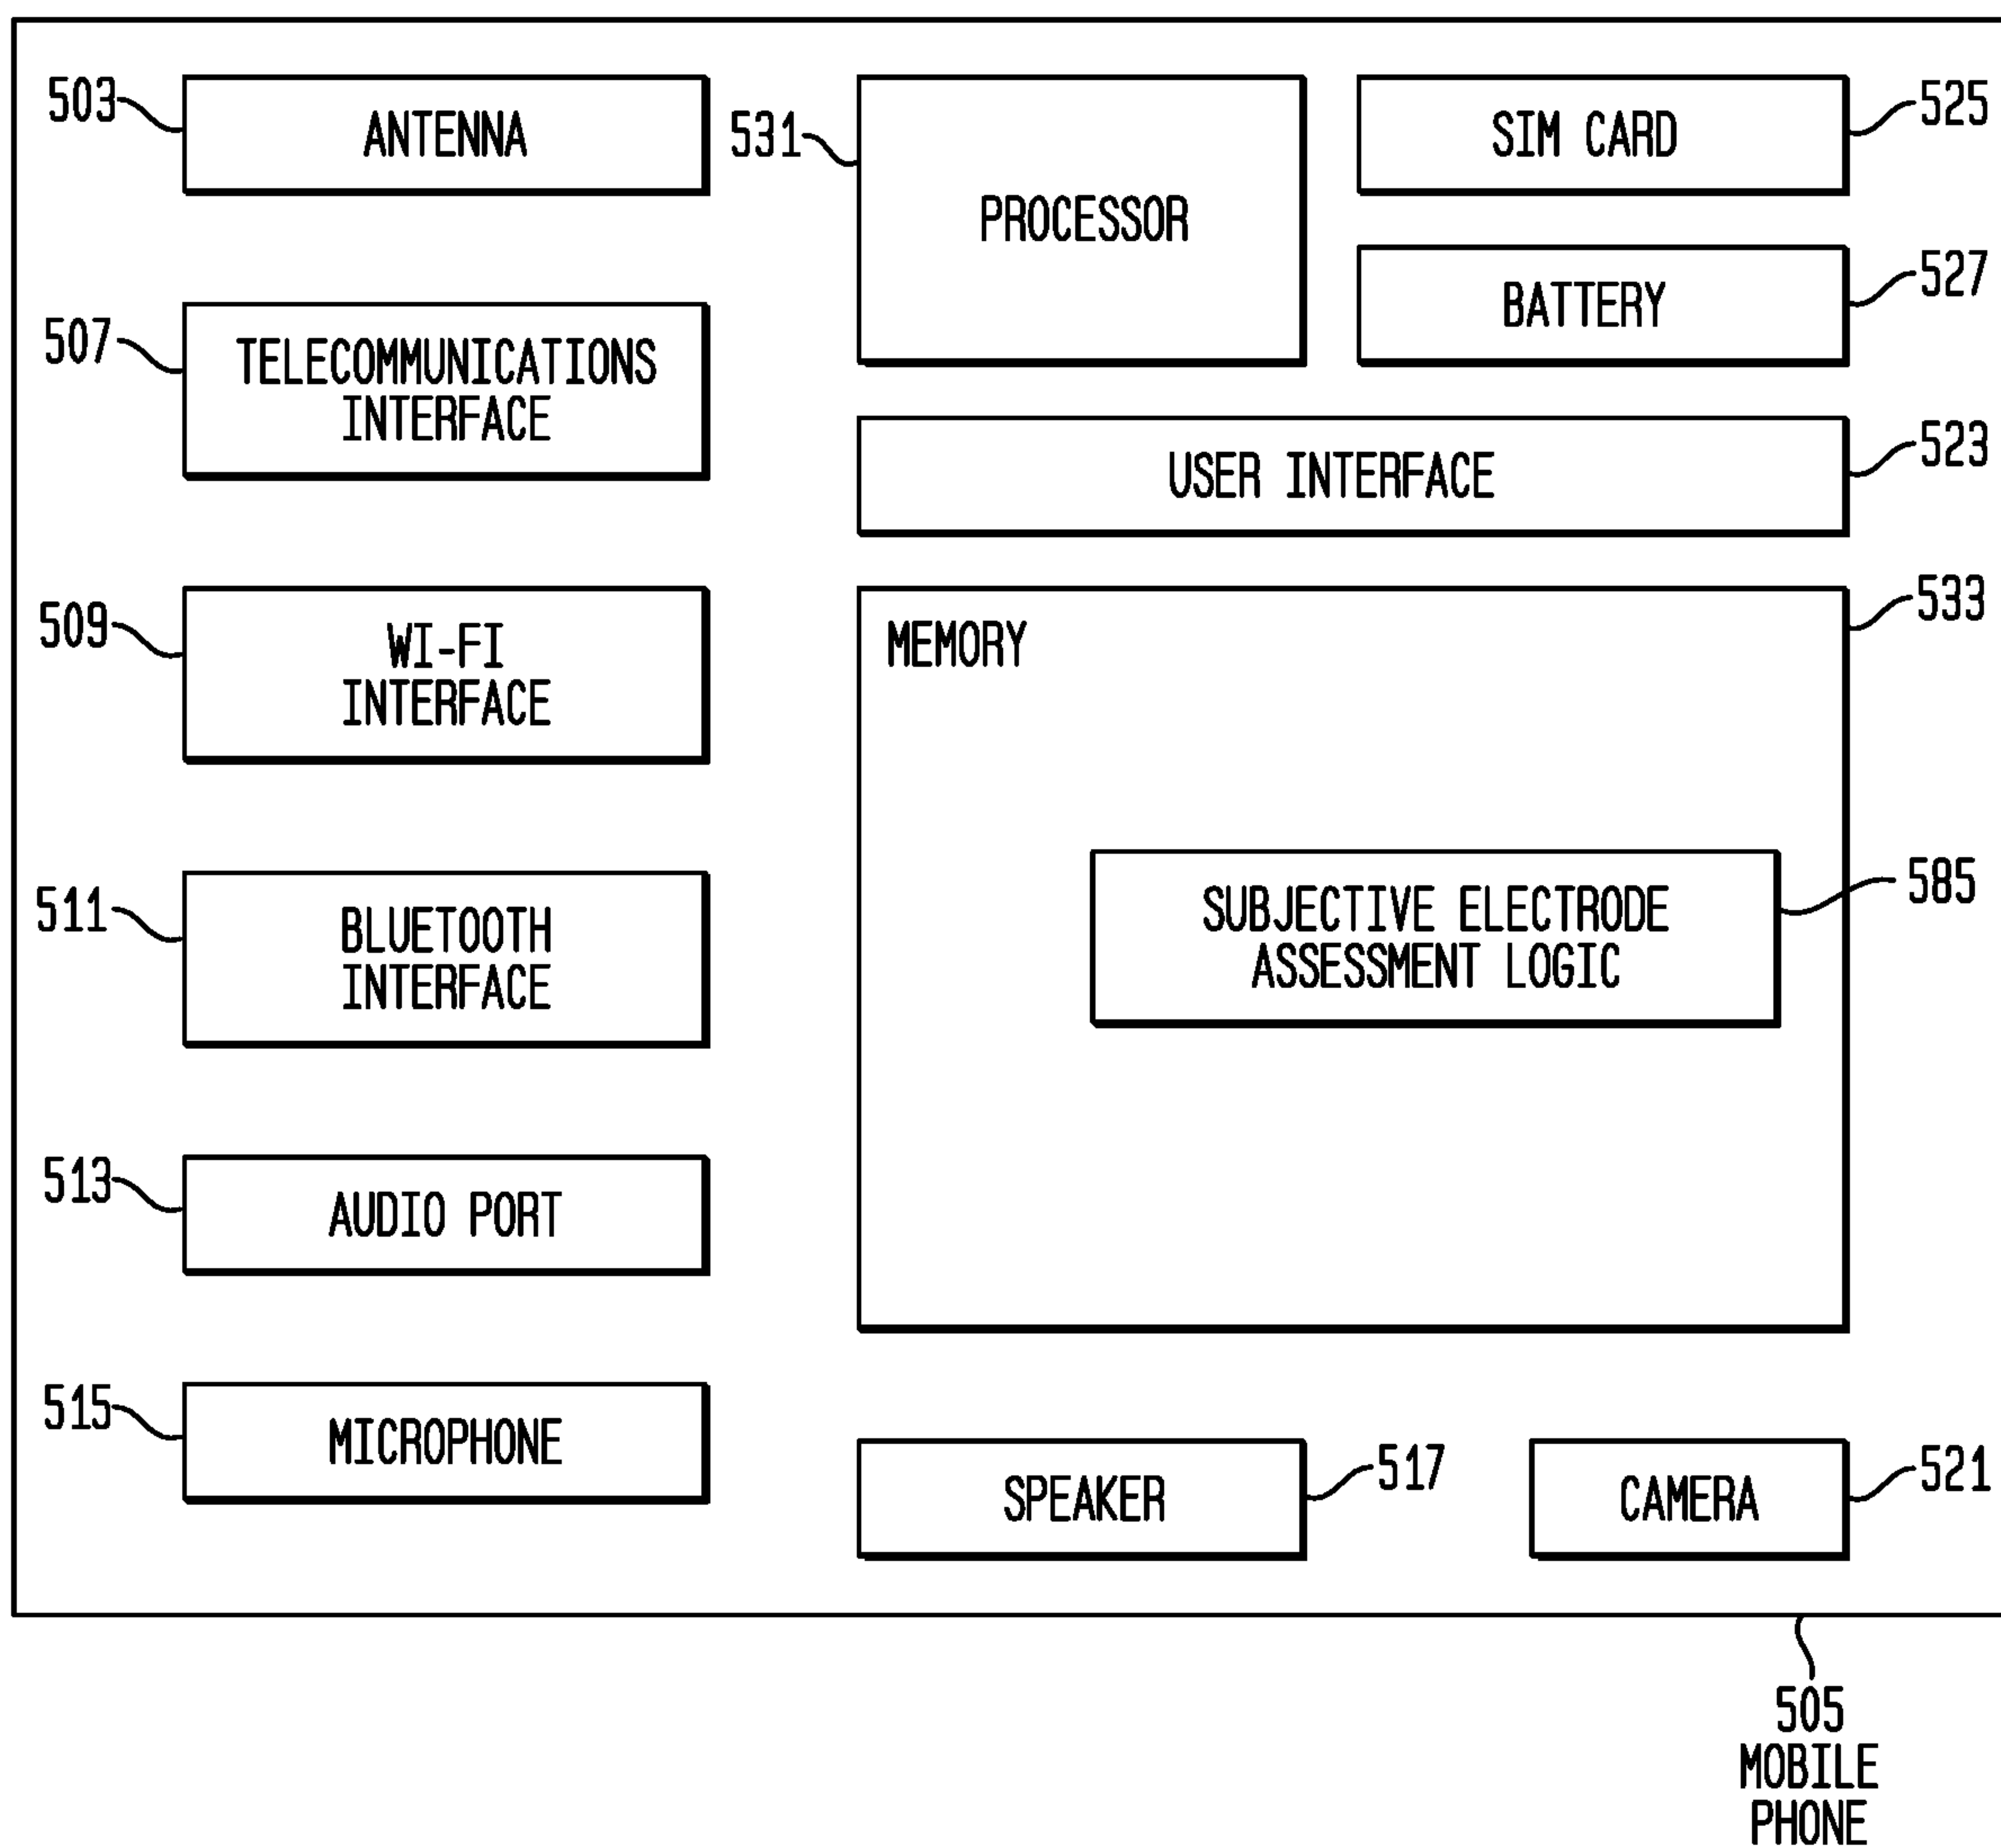 503
ANTENNA
531
PROCESSOR
SIM CARD
525
BATTERY
527
507
TELECOMMUNICATIONS
INTERFACE
USER INTERFACE
523
509
WI-FI
INTERFACE
MEMORY
533
511
BLUETOOTH
INTERFACE
SUBJECTIVE ELECTRODE
ASSESSMENT LOGIC
585
513
AUDIO PORT
515
MICROPHONE
SPEAKER
517
CAMERA
521
505
MOBILE
PHONE